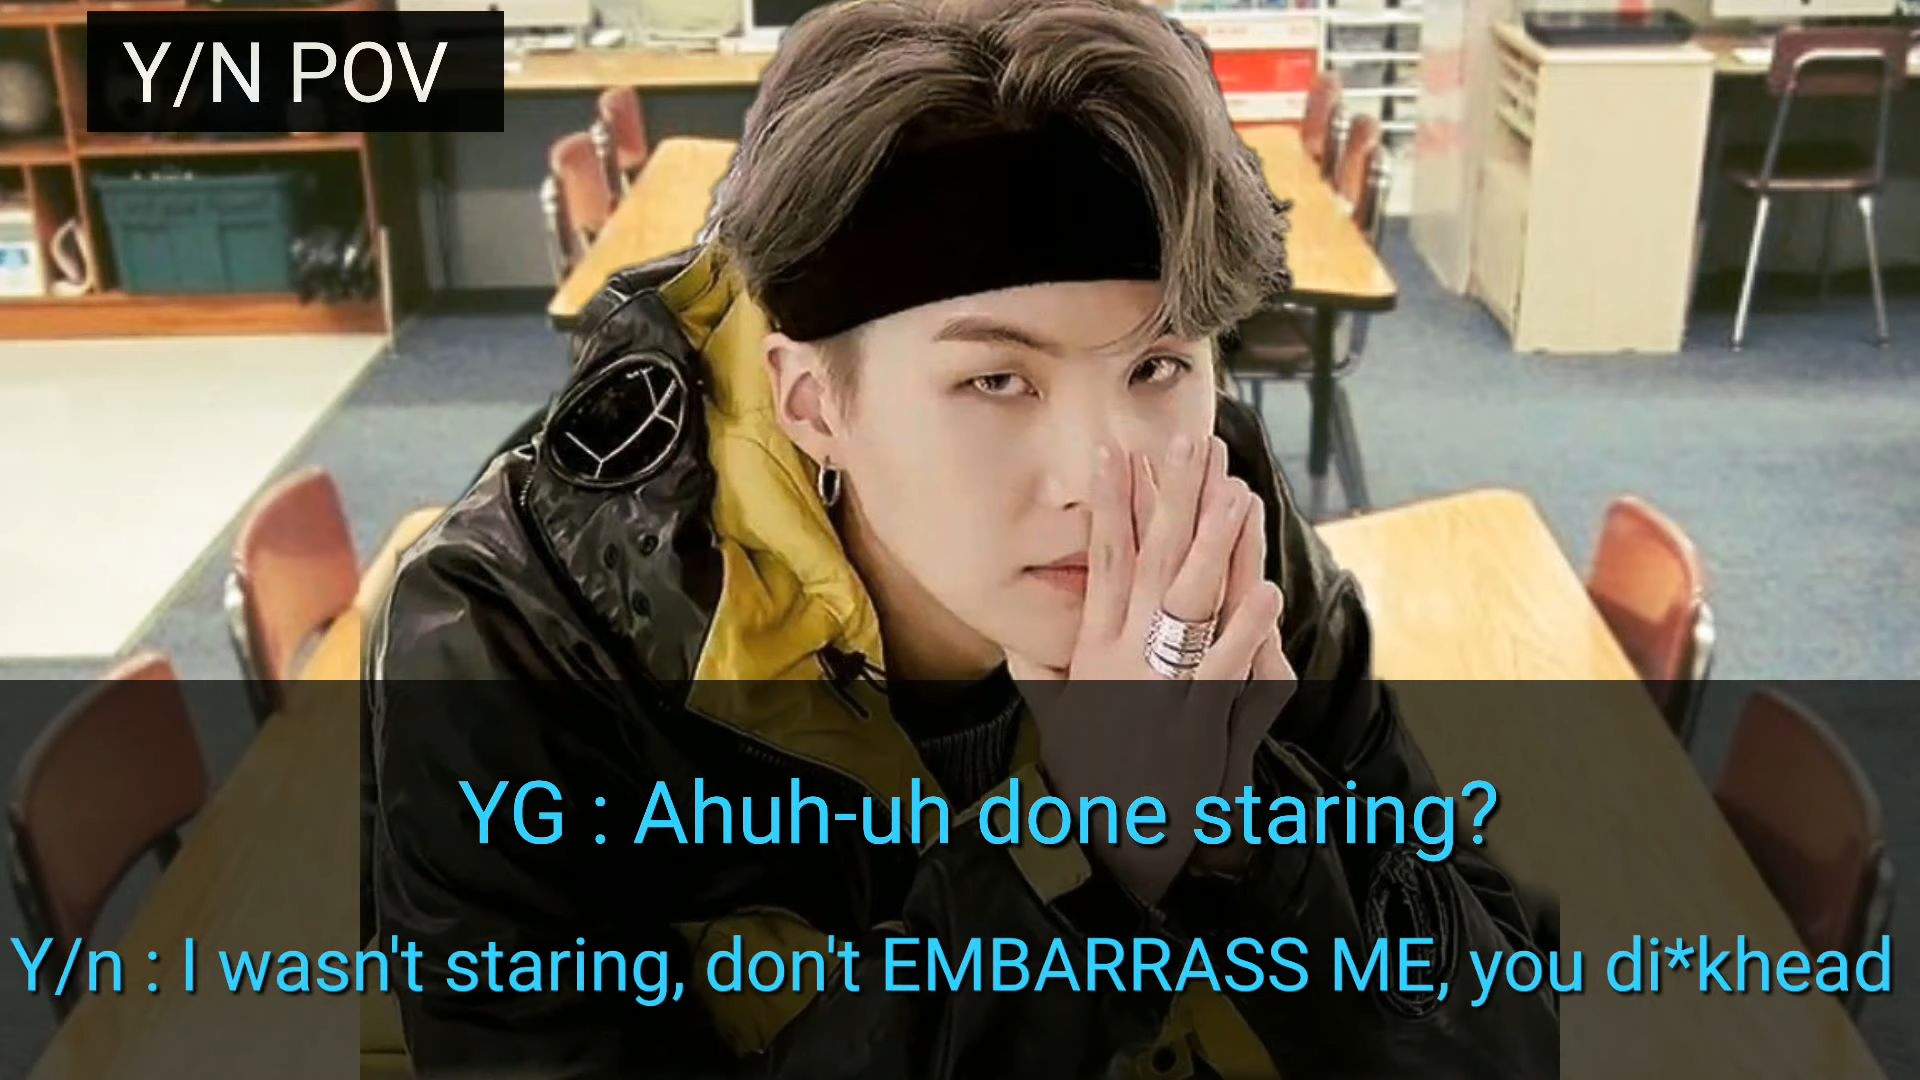 Y/N POV
YG : Ahuh-uh done staring?
Y/n : I wasn't staring, don't EMBARRASS ME, you di*khead